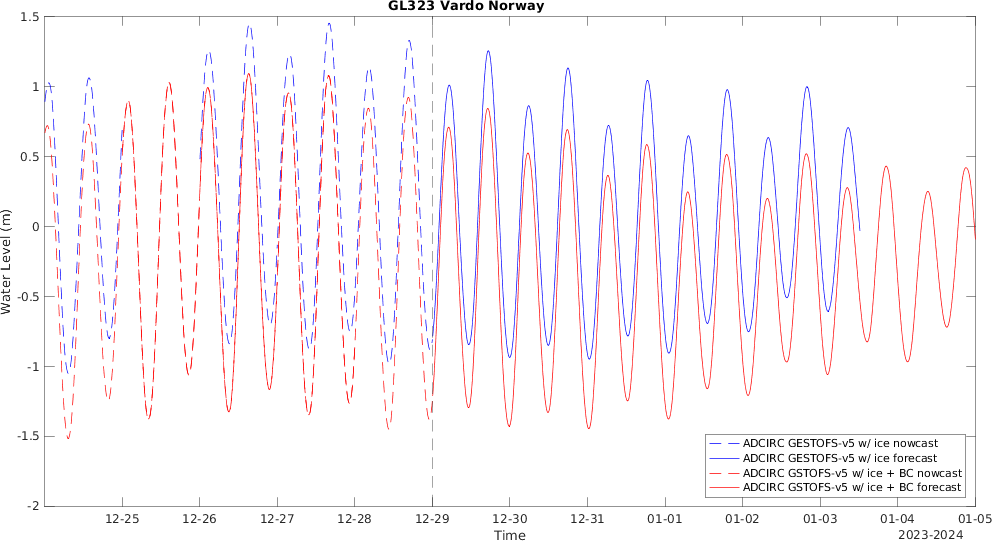 GL323 Vardo Norway
1.5
1
0.5
0
-0.5
-1
-1.5
-2
Water Level (m)
ADCIRC GESTOFS-v5 w/ ice nowcast
ADCIRC GESTOFS-v5 w/ ice forecast
ADCIRC GSTOFS-v5 w/ ice + BC nowcast
ADCIRC GSTOFS-v5 w/ ice + BC forecast
12-25 12-26 12-27 12-28 12-29 12-30 12-31 01-01 01-02 01-03 01-04 01-05
Time
2023-2024